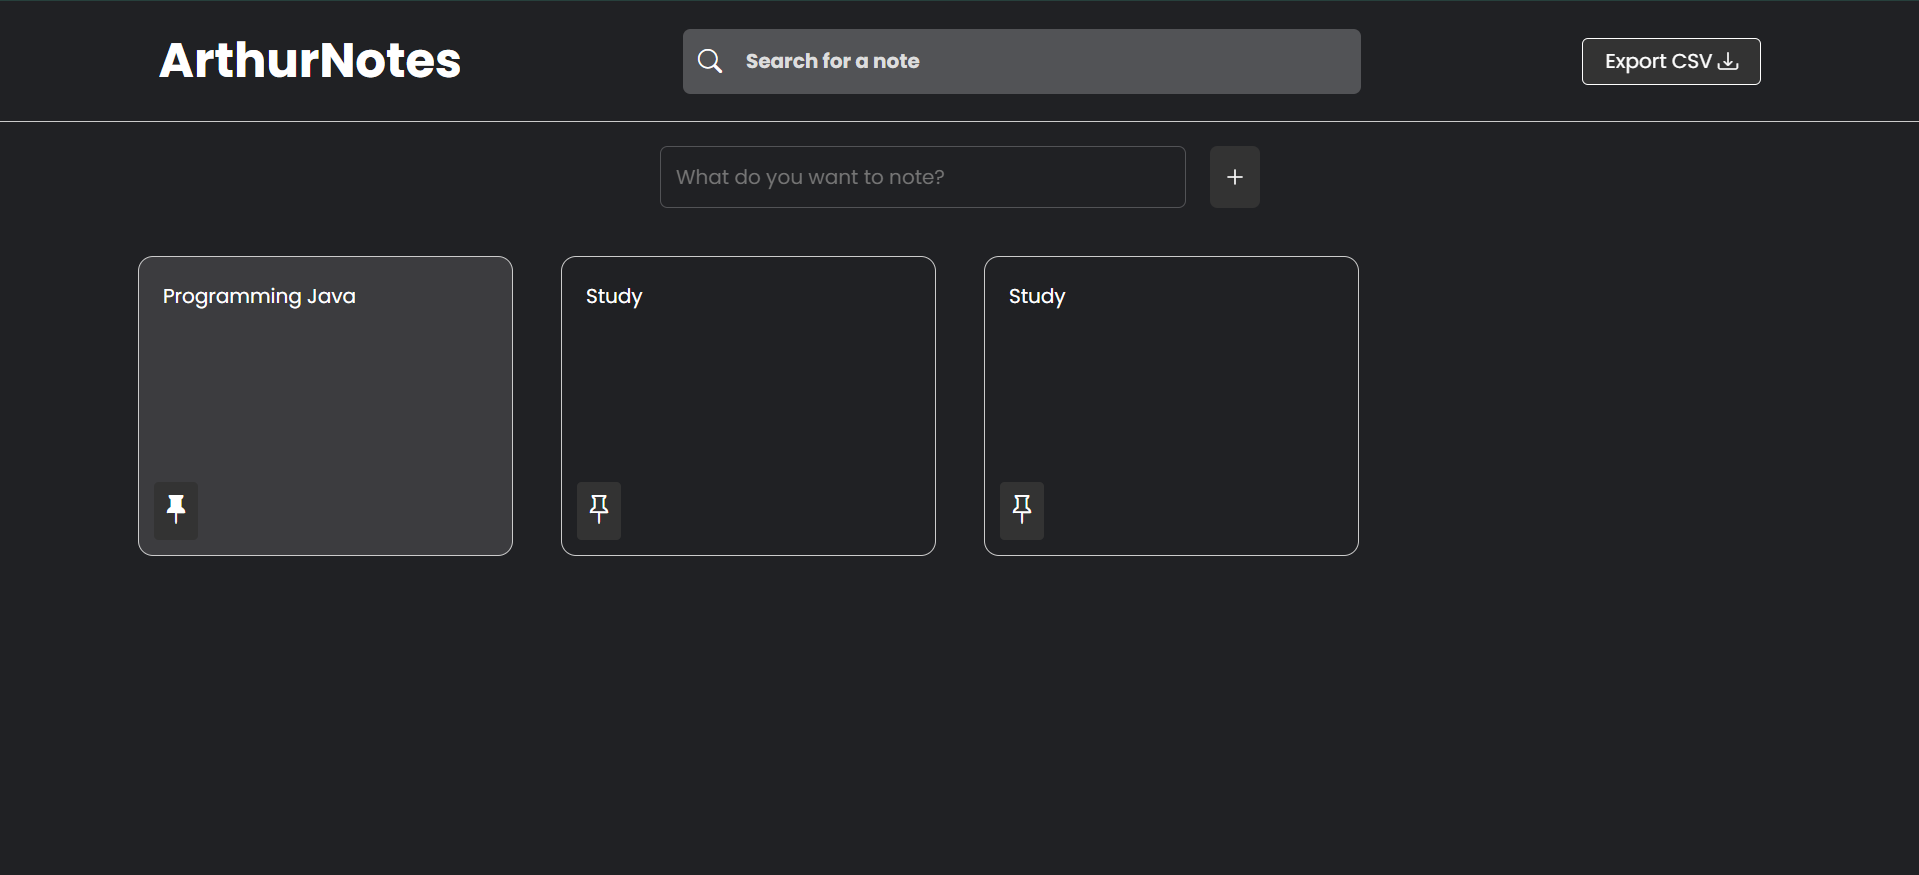 ArthurNotes
Search for a note
Export CSV
What do you want to note?
+
Programming Java
Study
Study